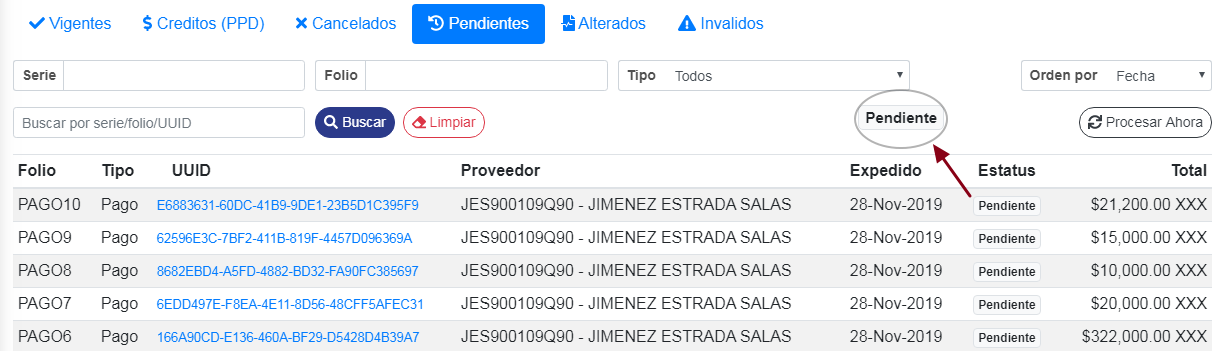 Vigentes Creditos (PPD) Cancelados Pendientes Alterados Invalidos
Serie Folio Tipo Todos Orden por Fecha
Buscar por serie/folio/UUID Buscar Limpiar Pendiente Procesar Ahora
Folio Tipo UUID Proveedor Expedido Estatus Total
PAGO10 Pago E6883631-60DC-41B9-9DE1-23B5D1C395F9 JES900109Q90 - JIMENEZ ESTRADA SALAS 28-Nov-2019 Pendiente $21,200.00 XXX
PAGO9 Pago 62596E3C-7BF2-411B-819F-4457D096369A JES900109Q90 - JIMENEZ ESTRADA SALAS 28-Nov-2019 Pendiente $15,000.00 XXX
PAGO8 Pago 8682EBD4-A5FD-4882-BD32-FA90FC385697 JES900109Q90 - JIMENEZ ESTRADA SALAS 28-Nov-2019 Pendiente $10,000.00 XXX
PAGO7 Pago 6EDD497E-F8EA-4E11-8D56-48CFF5AFEC31 JES900109Q90 - JIMENEZ ESTRADA SALAS 28-Nov-2019 Pendiente $20,000.00 XXX
PAGO6 Pago 166A90CD-E136-460A-BF29-D5428D4B39A7 JES900109Q90 - JIMENEZ ESTRADA SALAS 28-Nov-2019 Pendiente $322,000.00 XXX